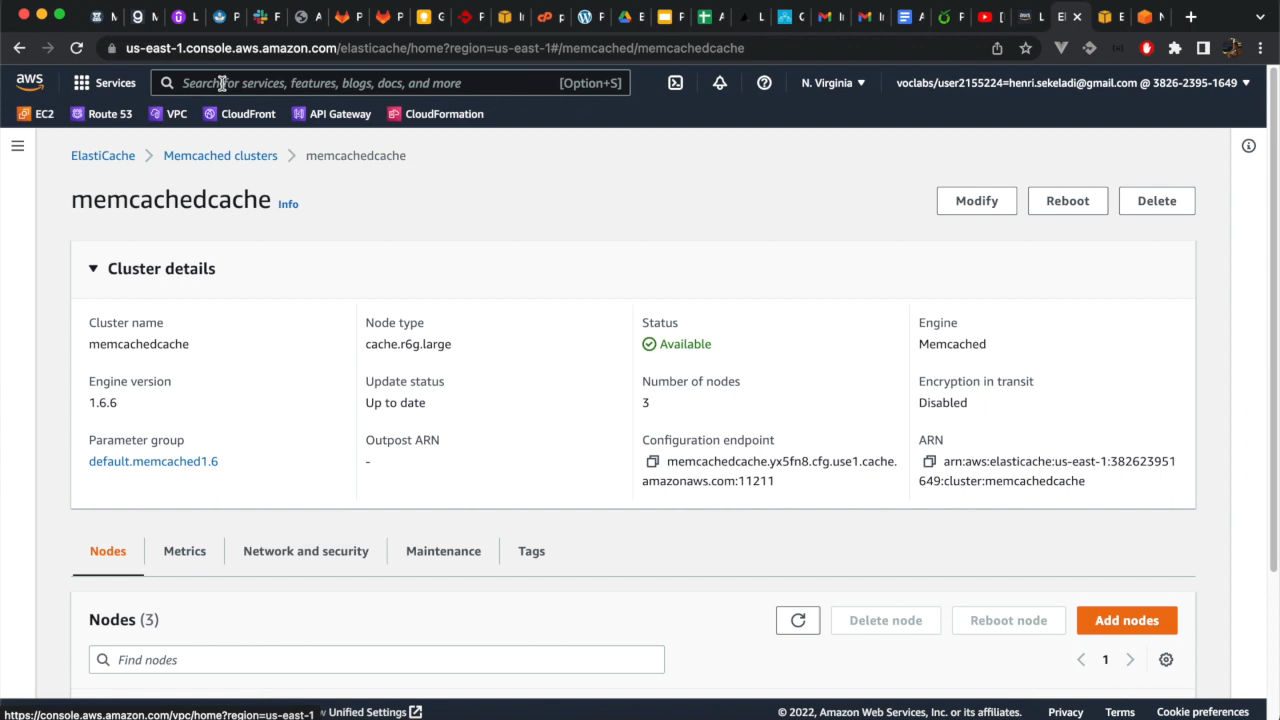 us-east-1.console.aws.amazon.com/elasticache/home?region=us-east-1#/memcached/memcachedcache
aws
Services
Search for services, features, blogs, docs, and more
[Option+S]
N. Virginia
voclabs/user2155224=henri.sekeladi@gmail.com @ 3826-2395-1649
EC2
Route 53
VPC
CloudFront
API Gateway
CloudFormation
ElastiCache
Memcached clusters
memcachedcache
memcachedcache
Info
Modify
Reboot
Delete
Cluster details
Cluster name
memcachedcache
Node type
cache.r6g.large
Status
Available
Engine
Memcached
Engine version
1.6.6
Update status
Up to date
Number of nodes
3
Encryption in transit
Disabled
Parameter group
default.memcached1.6
Outpost ARN
-
Configuration endpoint
memcachedcache.yx5fn8.cfg.use1.cache.
amazonaws.com:11211
ARN
arn:aws:elasticache:us-east-1:382623951
649:cluster:memcachedcache
Nodes
Metrics
Network and security
Maintenance
Tags
Nodes (3)
Delete node
Reboot node
Add nodes
Find nodes
1
https://console.aws.amazon.com/vpc/home?region=us-east-1
Unified Settings
© 2022, Amazon Web Services, Inc. or its affiliates.
Privacy
Terms
Cookie preferences